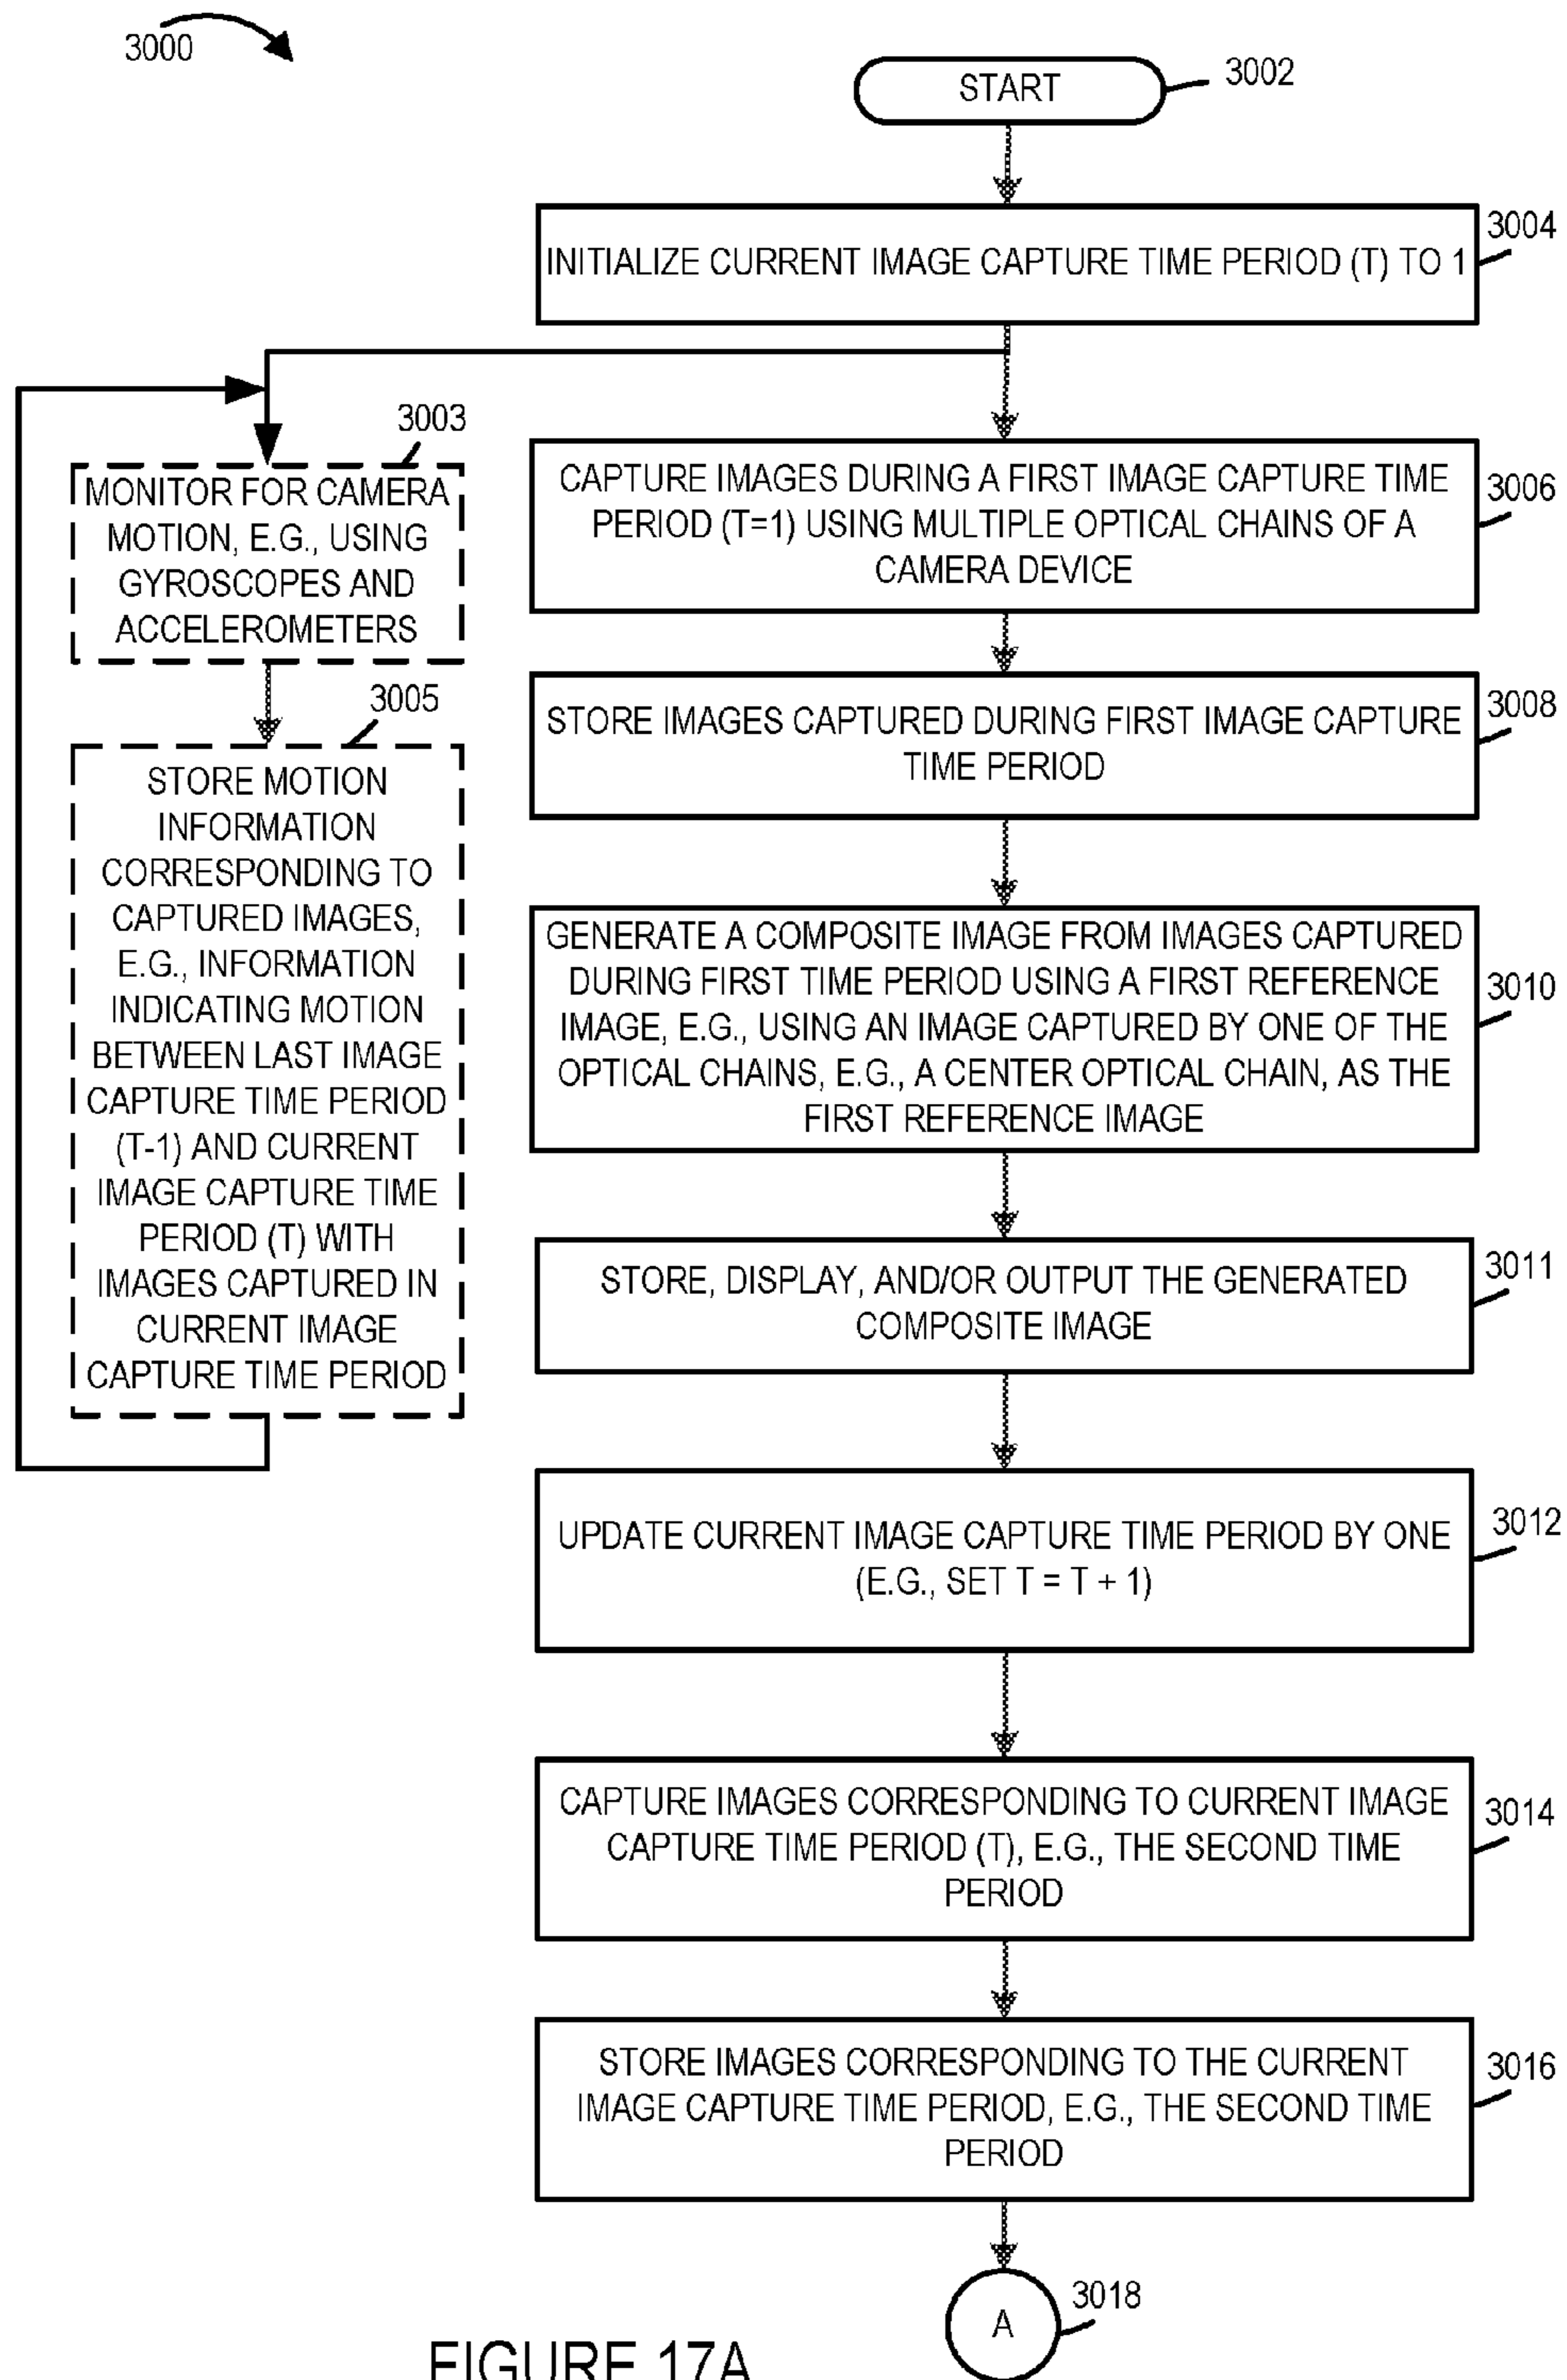 3000
START
3002
INITIALIZE CURRENT IMAGE CAPTURE TIME PERIOD (T) TO 1
3004
3003
MONITOR FOR CAMERA
MOTION, E.G., USING
GYROSCOPES AND
ACCELEROMETERS
3005
STORE MOTION
INFORMATION
CORRESPONDING TO
CAPTURED IMAGES,
E.G., INFORMATION
INDICATING MOTION
BETWEEN LAST IMAGE
CAPTURE TIME PERIOD
(T-1) AND CURRENT
IMAGE CAPTURE TIME
PERIOD (T) WITH
IMAGES CAPTURED IN
CURRENT IMAGE
CAPTURE TIME PERIOD
CAPTURE IMAGES DURING A FIRST IMAGE CAPTURE TIME
PERIOD (T=1) USING MULTIPLE OPTICAL CHAINS OF A
CAMERA DEVICE
3006
STORE IMAGES CAPTURED DURING FIRST IMAGE CAPTURE
TIME PERIOD
3008
GENERATE A COMPOSITE IMAGE FROM IMAGES CAPTURED
DURING FIRST TIME PERIOD USING A FIRST REFERENCE
IMAGE, E.G., USING AN IMAGE CAPTURED BY ONE OF THE
OPTICAL CHAINS, E.G., A CENTER OPTICAL CHAIN, AS THE
FIRST REFERENCE IMAGE
3010
STORE, DISPLAY, AND/OR OUTPUT THE GENERATED
COMPOSITE IMAGE
3011
UPDATE CURRENT IMAGE CAPTURE TIME PERIOD BY ONE
(E.G., SET T = T + 1)
3012
CAPTURE IMAGES CORRESPONDING TO CURRENT IMAGE
CAPTURE TIME PERIOD (T), E.G., THE SECOND TIME
PERIOD
3014
STORE IMAGES CORRESPONDING TO THE CURRENT
IMAGE CAPTURE TIME PERIOD, E.G., THE SECOND TIME
PERIOD
3016
A
3018
FIGURE 17A